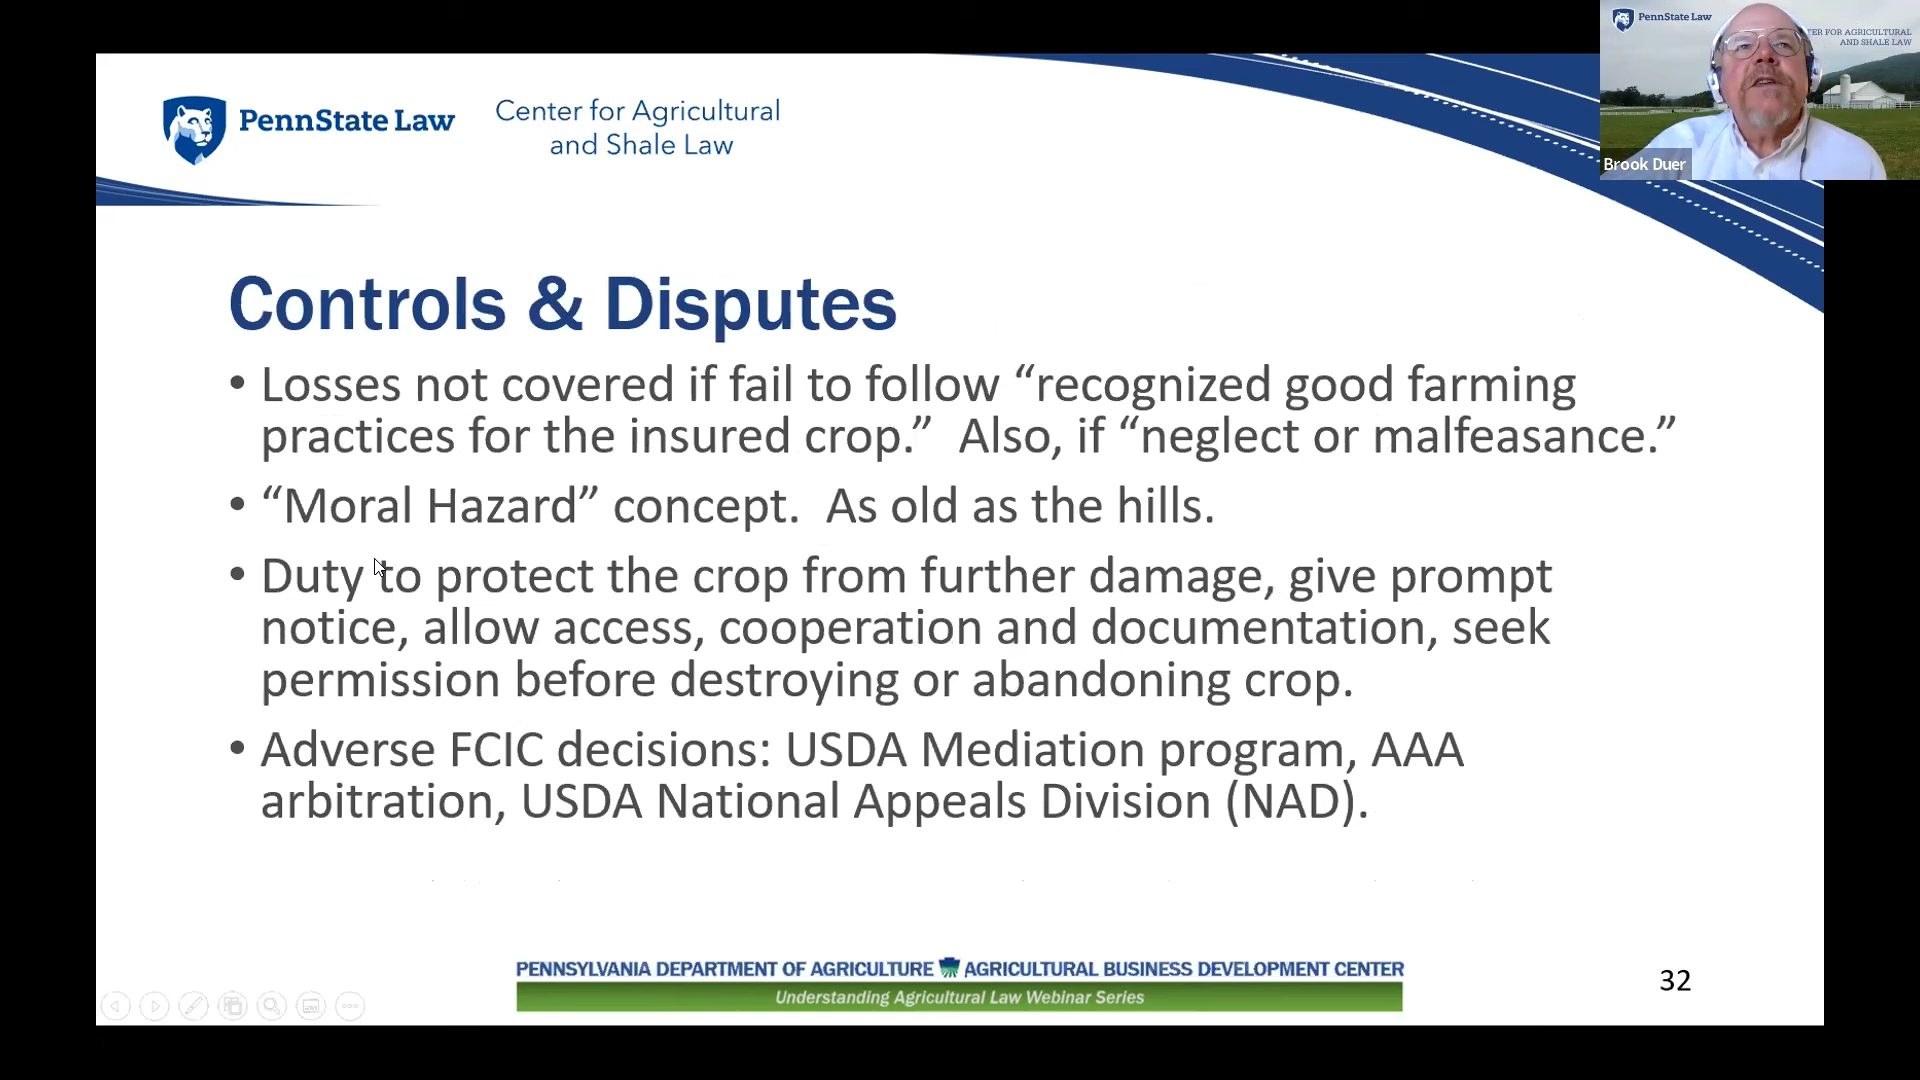 PennState Law
Center for Agricultural
and Shale Law
PennState Law
TER FOR AGRICULTURAL
AND SHALE LAW
Brook Duer
Controls & Disputes
• Losses not covered if fail to follow “recognized good farming
practices for the insured crop.”  Also, if “neglect or malfeasance.”
• “Moral Hazard” concept.  As old as the hills.
• Duty to protect the crop from further damage, give prompt
notice, allow access, cooperation and documentation, seek
permission before destroying or abandoning crop.
• Adverse FCIC decisions: USDA Mediation program, AAA
arbitration, USDA National Appeals Division (NAD).
PENNSYLVANIA DEPARTMENT OF AGRICULTURE AGRICULTURAL BUSINESS DEVELOPMENT CENTER
Understanding Agricultural Law Webinar Series
32